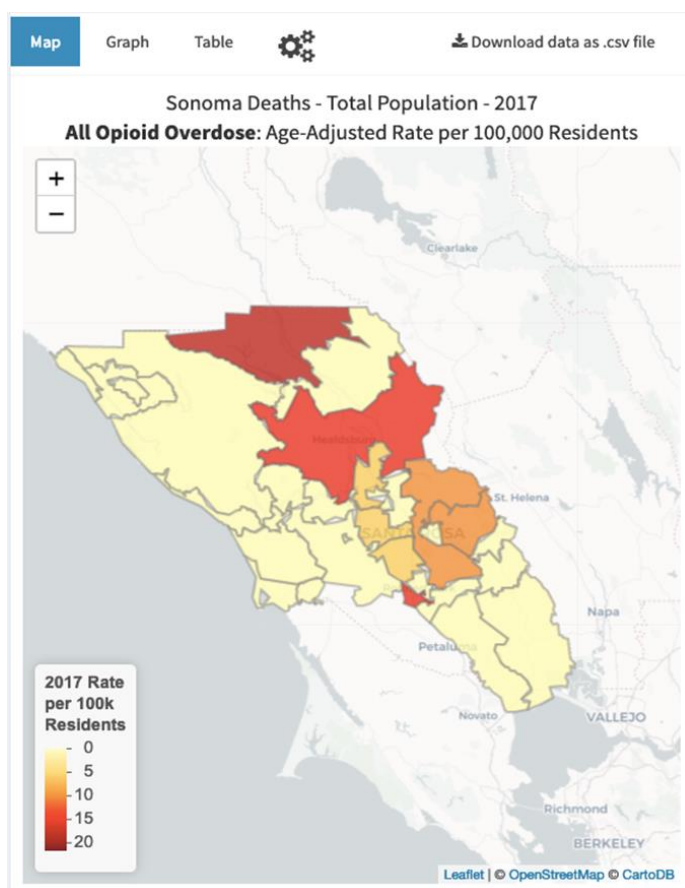 Map Graph Table Download data as .csv file
Sonoma Deaths - Total Population - 2017
All Opioid Overdose: Age-Adjusted Rate per 100,000 Residents
+
−
Clearlake
Healdsburg
St. Helena
SANTA ROSA
Napa
Petaluma
Novato
VALLEJO
Richmond
BERKELEY
2017 Rate
per 100k
Residents
0
5
10
15
20
Leaflet | © OpenStreetMap © CartoDB